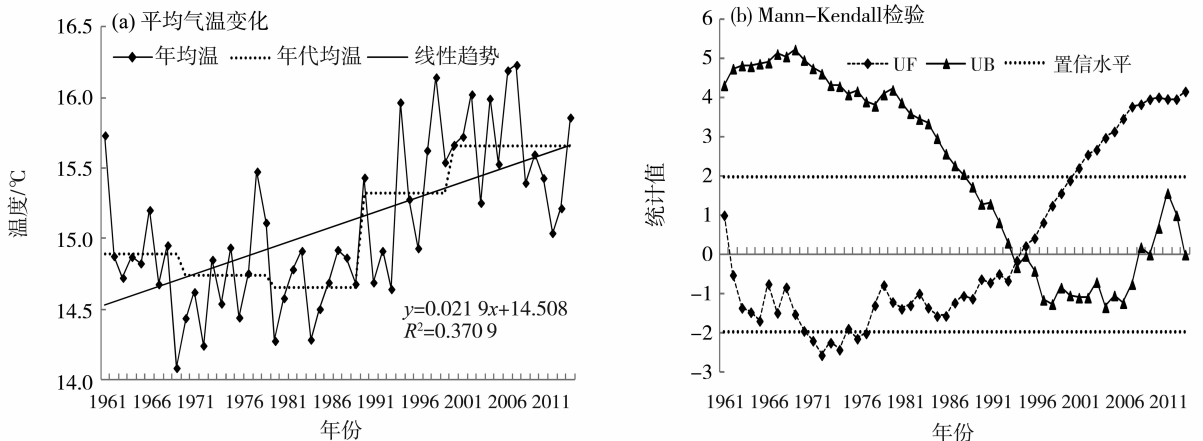 (a) 平均气温变化
年均温 年代均温 线性趋势
16.5
16.0
15.5
15.0
14.5
14.0
温度/℃
y=0.021 9x+14.508
R²=0.370 9
1961 1966 1971 1976 1981 1986 1991 1996 2001 2006 2011
年份
(b) Mann-Kendall检验
UF UB 置信水平
6
5
4
3
2
1
0
-1
-2
-3
统计值
1961 1966 1971 1976 1981 1986 1991 1996 2001 2006 2011
年份